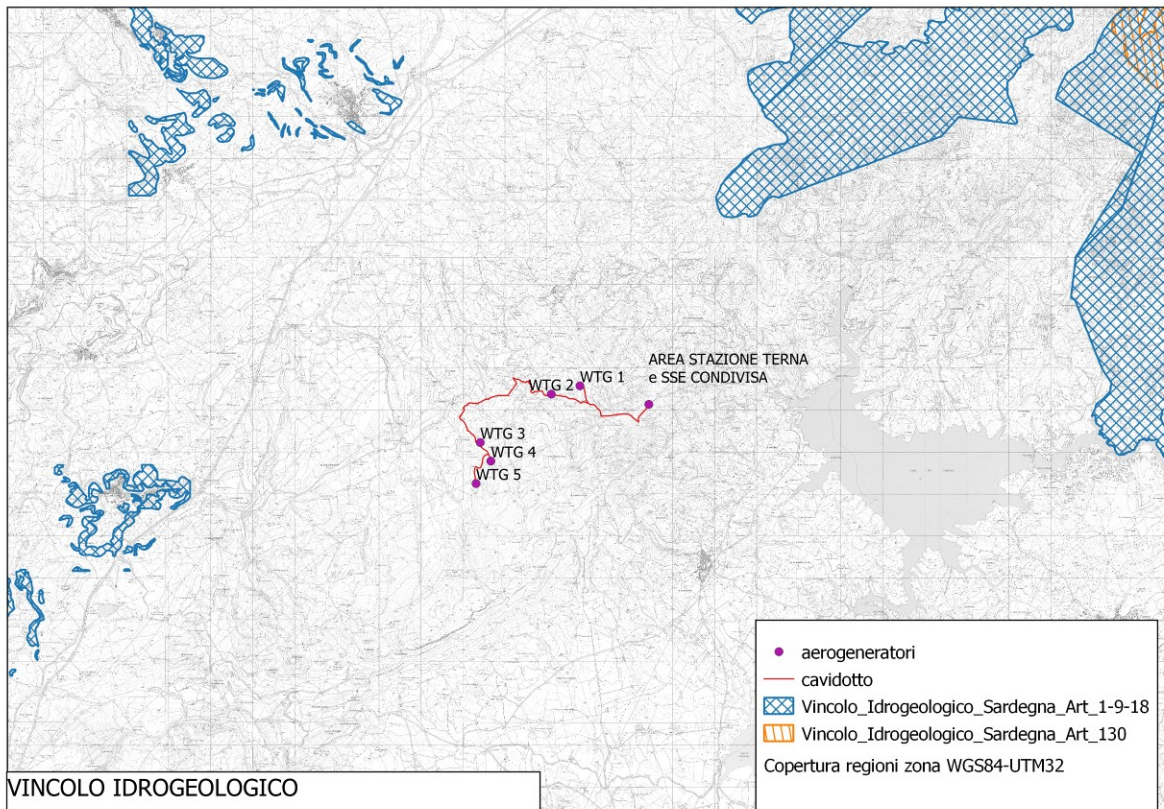 AREA STAZIONE TERNA
e SSE CONDIVISA
WTG 1
WTG 2
WTG 3
WTG 4
WTG 5
aerogeneratori
cavidotto
Vincolo_Idrogeologico_Sardegna_Art_1-9-18
Vincolo_Idrogeologico_Sardegna_Art_130
Copertura regioni zona WGS84-UTM32
VINCOLO IDROGEOLOGICO